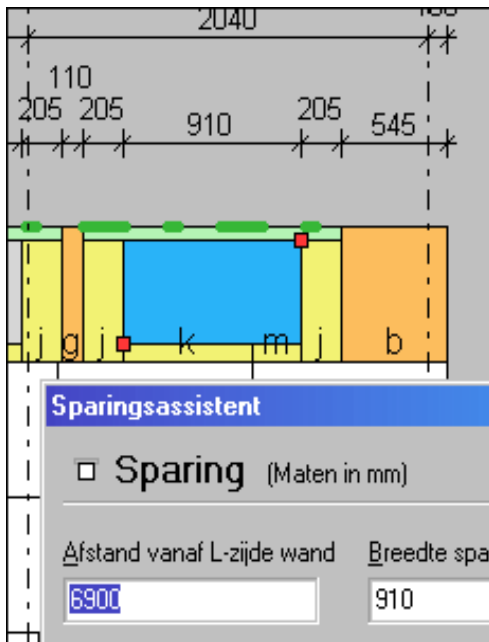 2040
110
205 205 910 205 545
j g j k m j b
Sparingsassistent
Sparing (Maten in mm)
Afstand vanaf L-zijde wand Breedte spa
6900 910